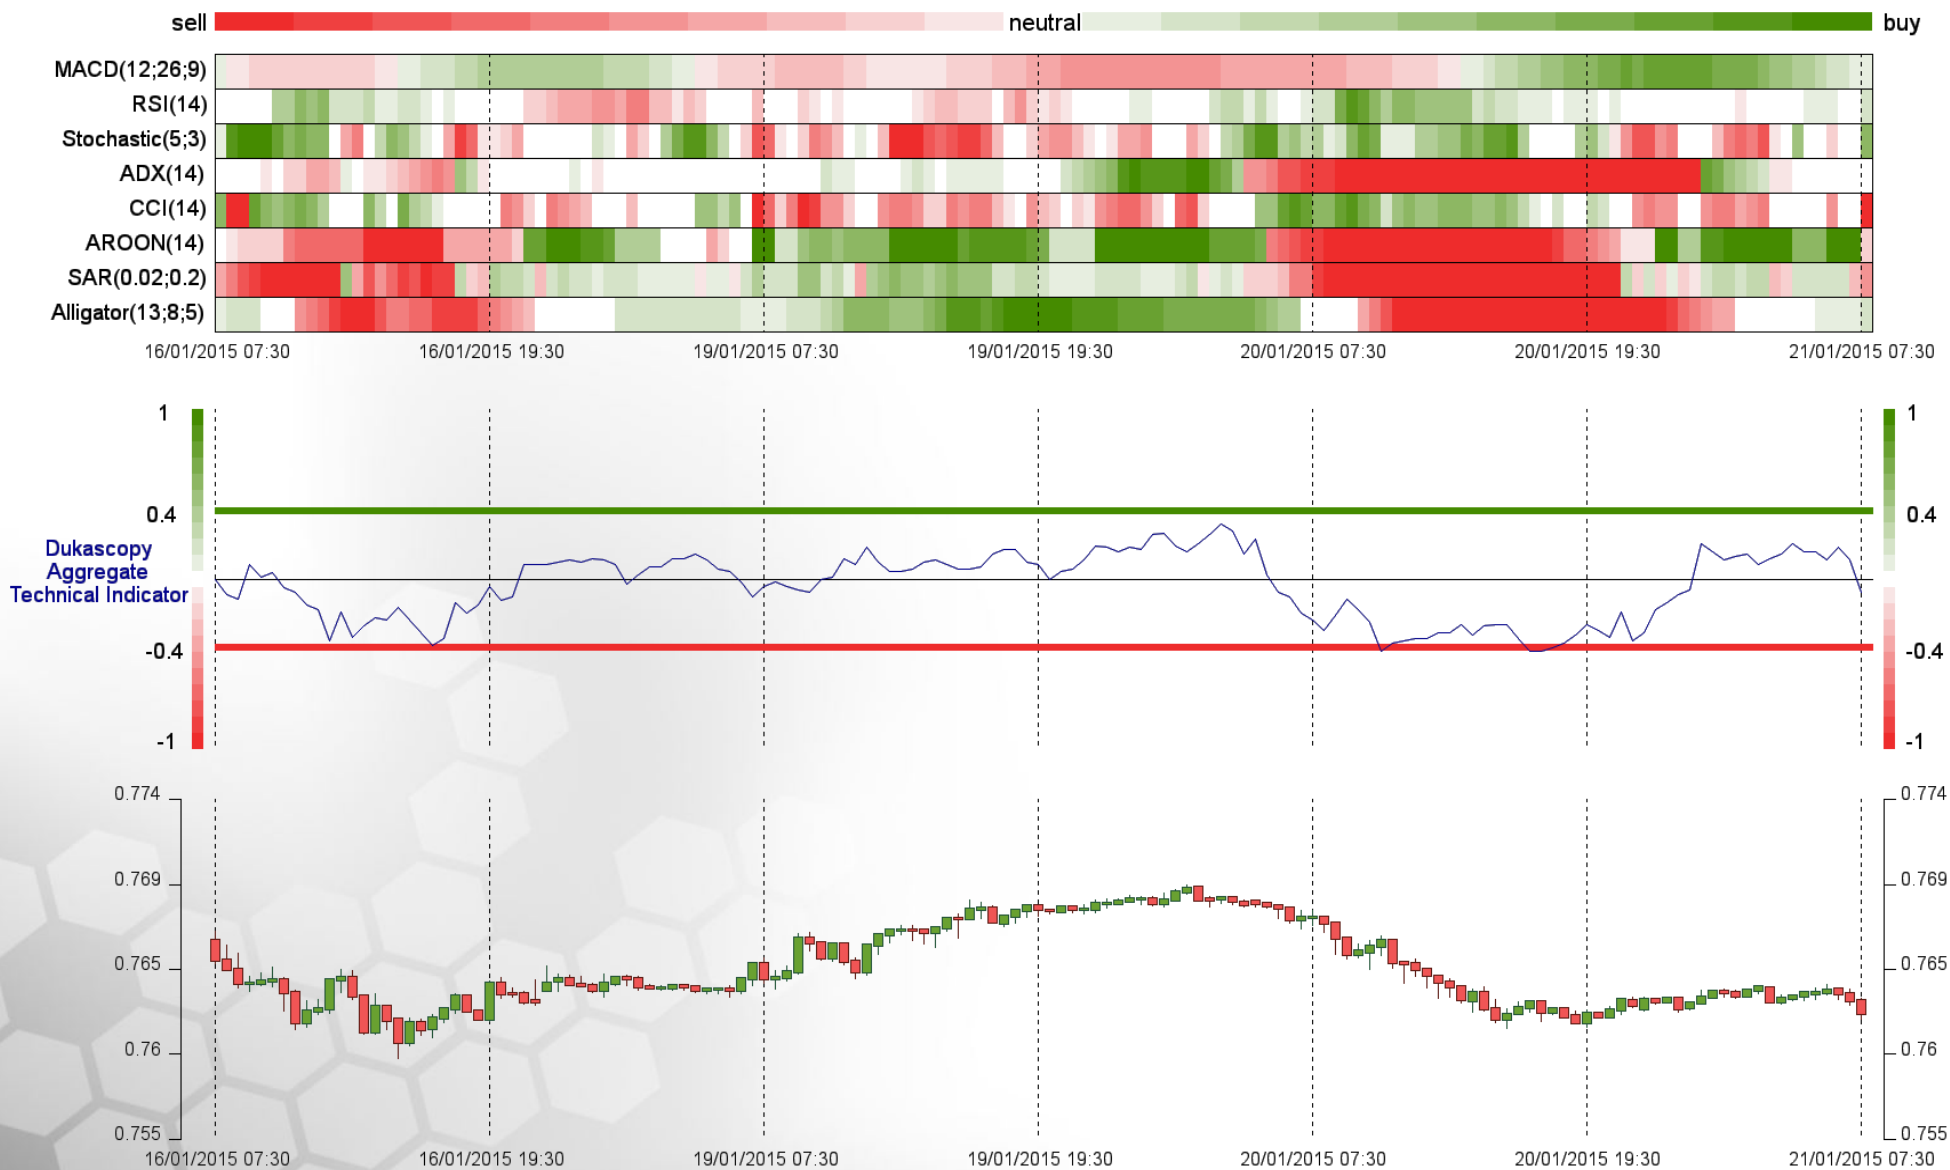 sell neutral buy
MACD(12;26;9)
RSI(14)
Stochastic(5;3)
ADX(14)
CCI(14)
AROON(14)
SAR(0.02;0.2)
Alligator(13;8;5)
16/01/2015 07:30 16/01/2015 19:30 19/01/2015 07:30 19/01/2015 19:30 20/01/2015 07:30 20/01/2015 19:30 21/01/2015 07:30
1 1
0.4 0.4
Dukascopy
Aggregate
Technical Indicator
-0.4 -0.4
-1 -1
0.774 0.774
0.769 0.769
0.765 0.765
0.76 0.76
0.755 0.755
16/01/2015 07:30 16/01/2015 19:30 19/01/2015 07:30 19/01/2015 19:30 20/01/2015 07:30 20/01/2015 19:30 21/01/2015 07:30